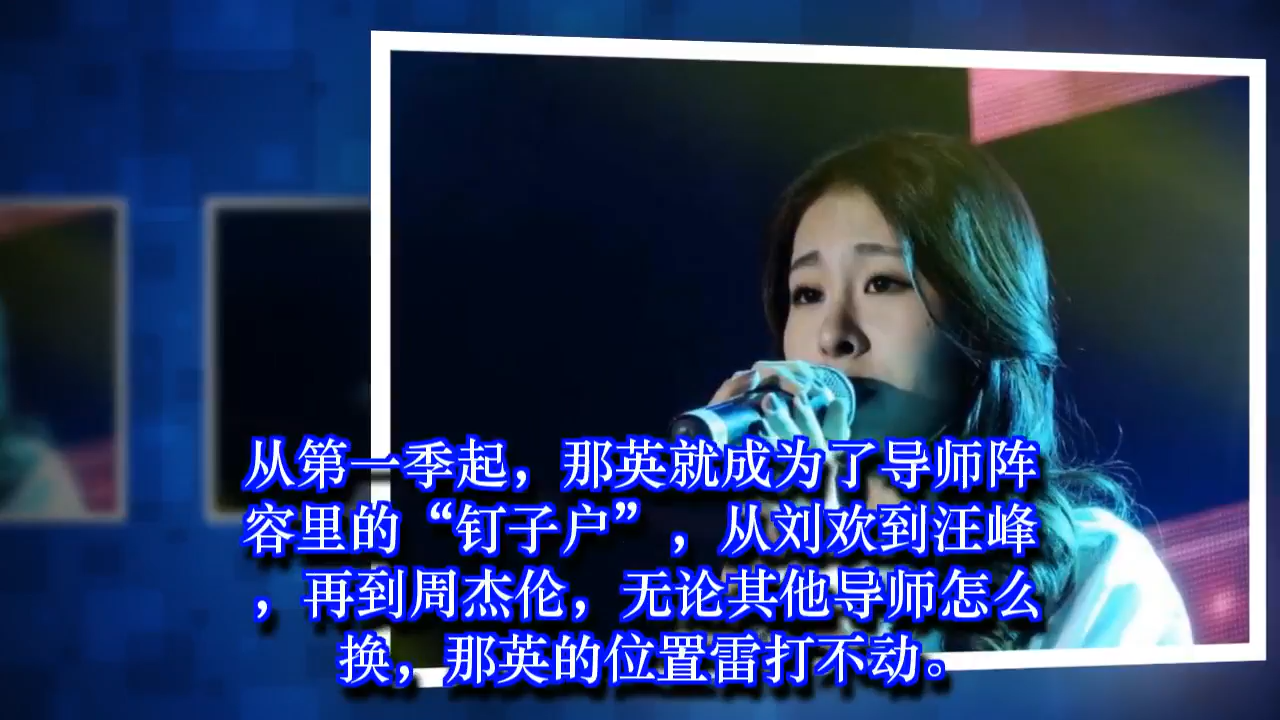 从第一季起，那英就成为了导师阵
容里的“钉子户”，从刘欢到汪峰
，再到周杰伦，无论其他导师怎么
换，那英的位置雷打不动。